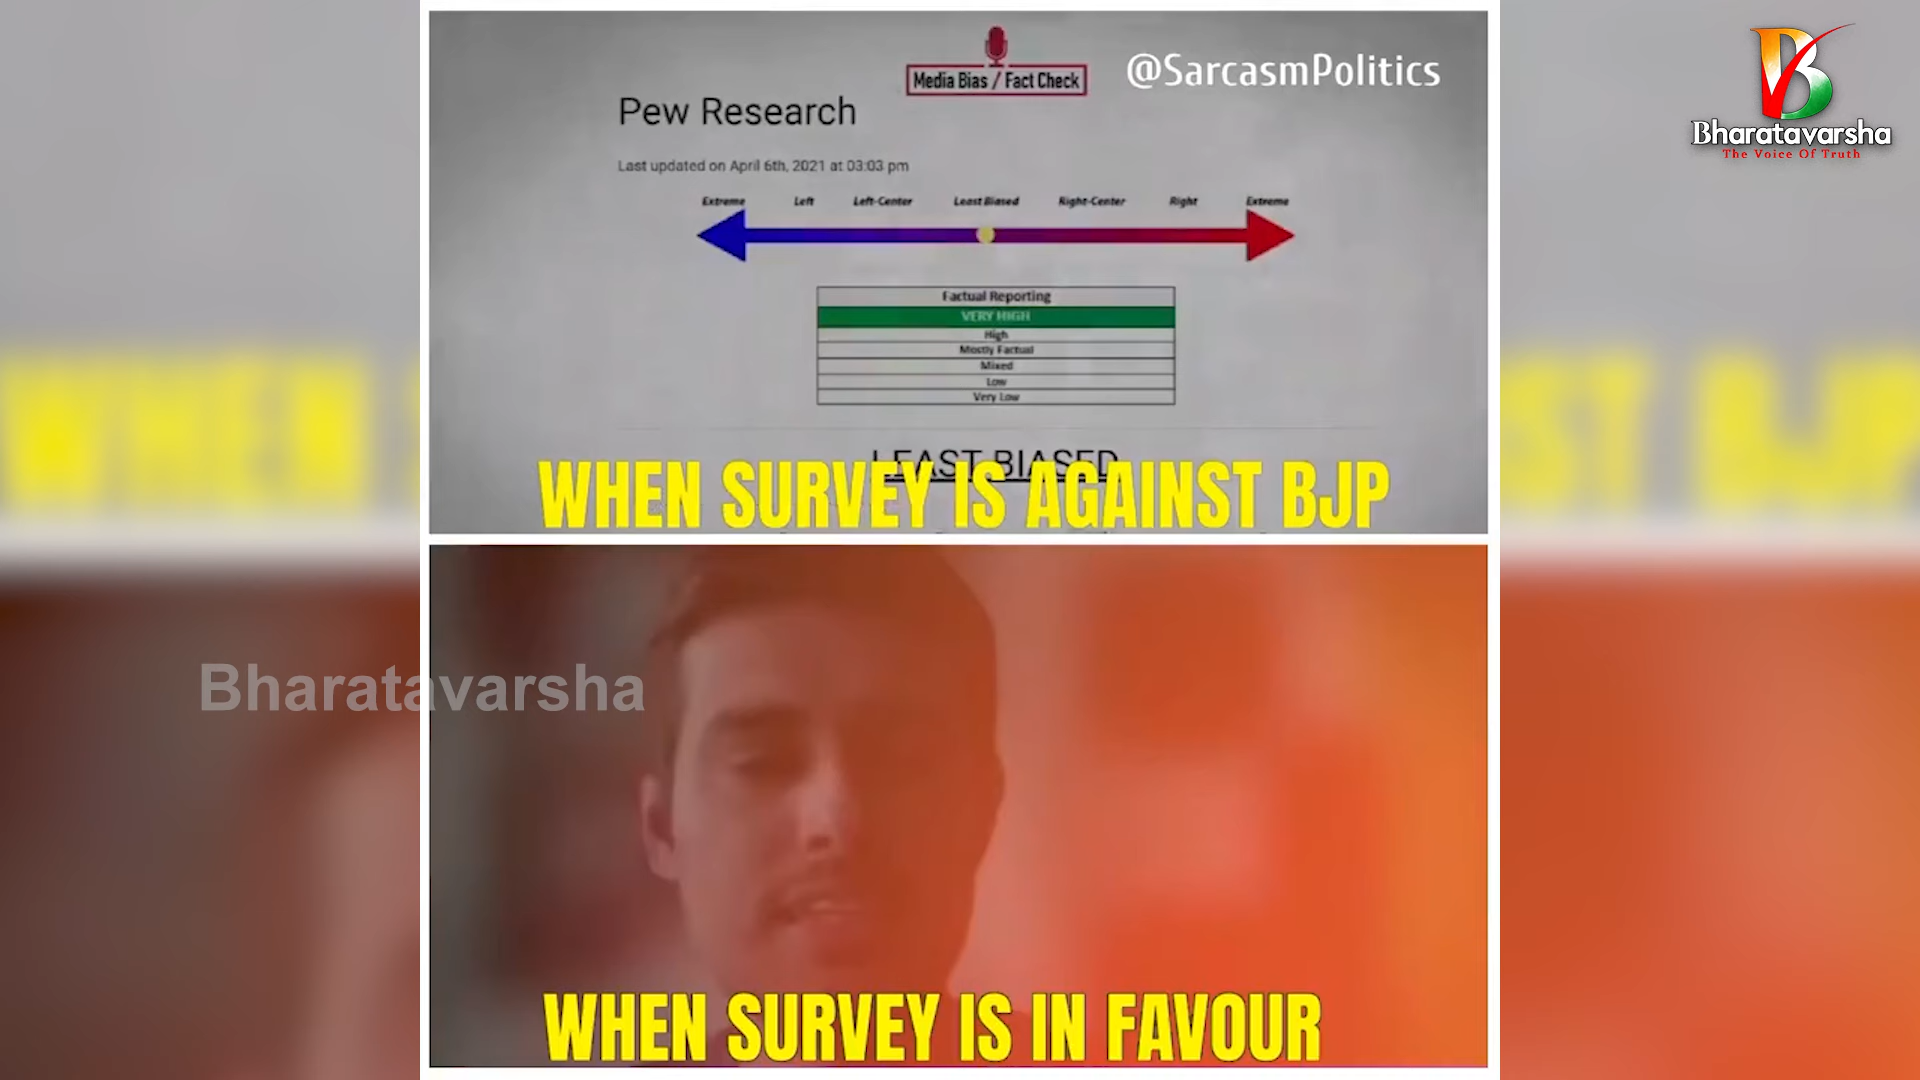 Media Bias / Fact Check
@SarcasmPolitics
Bharatavarsha
The Voice Of Truth
Pew Research
Last updated on April 6th, 2021 at 03:03 pm
Extreme Left Left-Center Least Biased Right-Center Right Extreme
Factual Reporting
VERY HIGH
High
Mostly Factual
Mixed
Low
Very Low
LEAST BIASED
WHEN SURVEY IS AGAINST BJP
Bharatavarsha
WHEN SURVEY IS IN FAVOUR